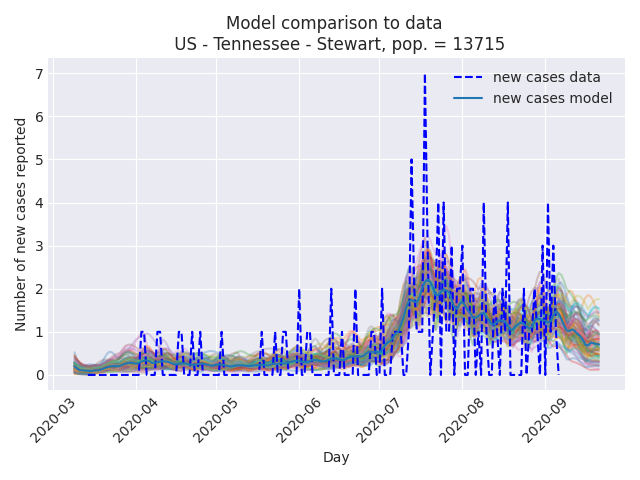 Model comparison to data
US - Tennessee - Stewart, pop. = 13715
new cases data
new cases model
Number of new cases reported
7
6
5
4
3
2
1
0
2020-03
2020-04
2020-05
2020-06
2020-07
2020-08
2020-09
Day